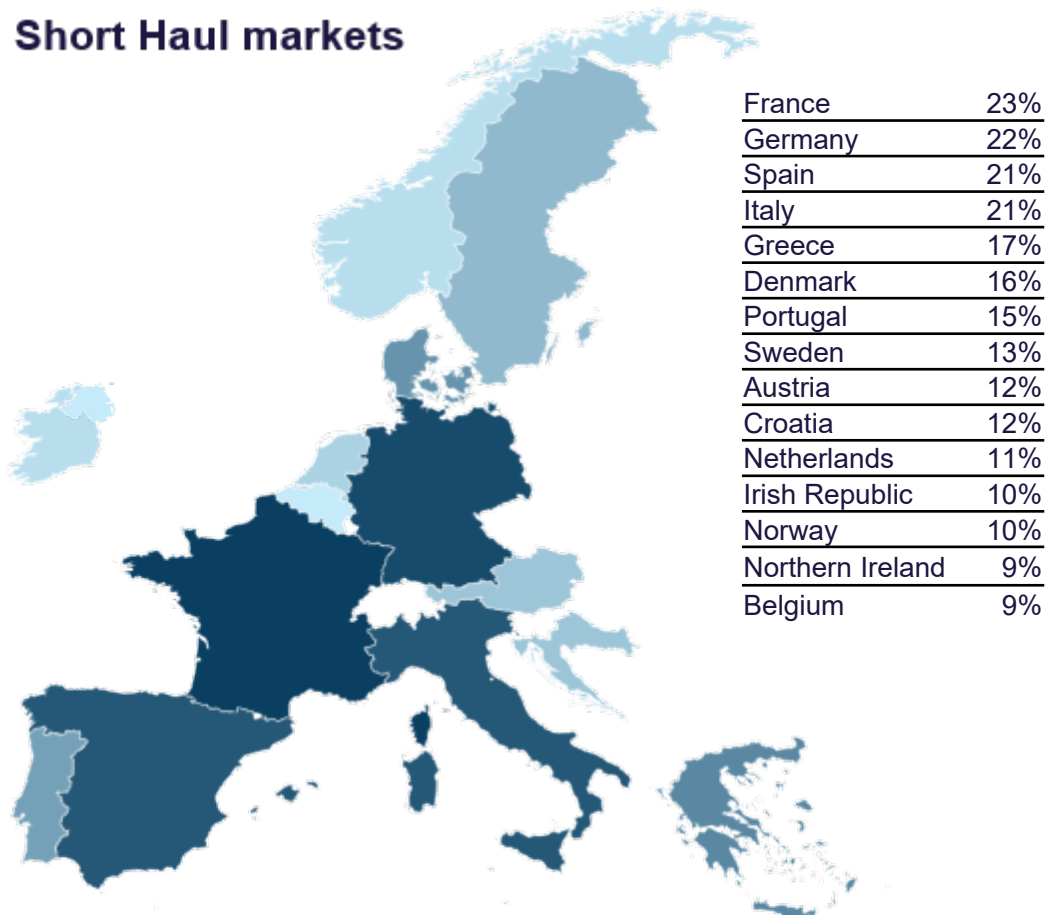 Short Haul markets
France 23%
Germany 22%
Spain 21%
Italy 21%
Greece 17%
Denmark 16%
Portugal 15%
Sweden 13%
Austria 12%
Croatia 12%
Netherlands 11%
Irish Republic 10%
Norway 10%
Northern Ireland 9%
Belgium 9%